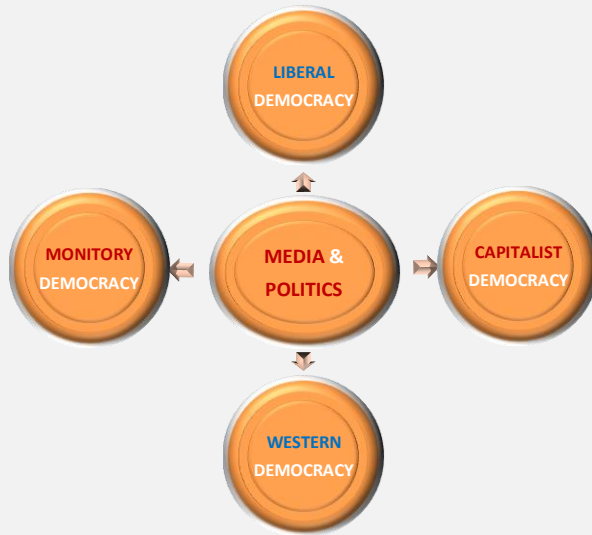 LIBERAL
DEMOCRACY
MONITORY
DEMOCRACY
MEDIA &
POLITICS
CAPITALIST
DEMOCRACY
WESTERN
DEMOCRACY